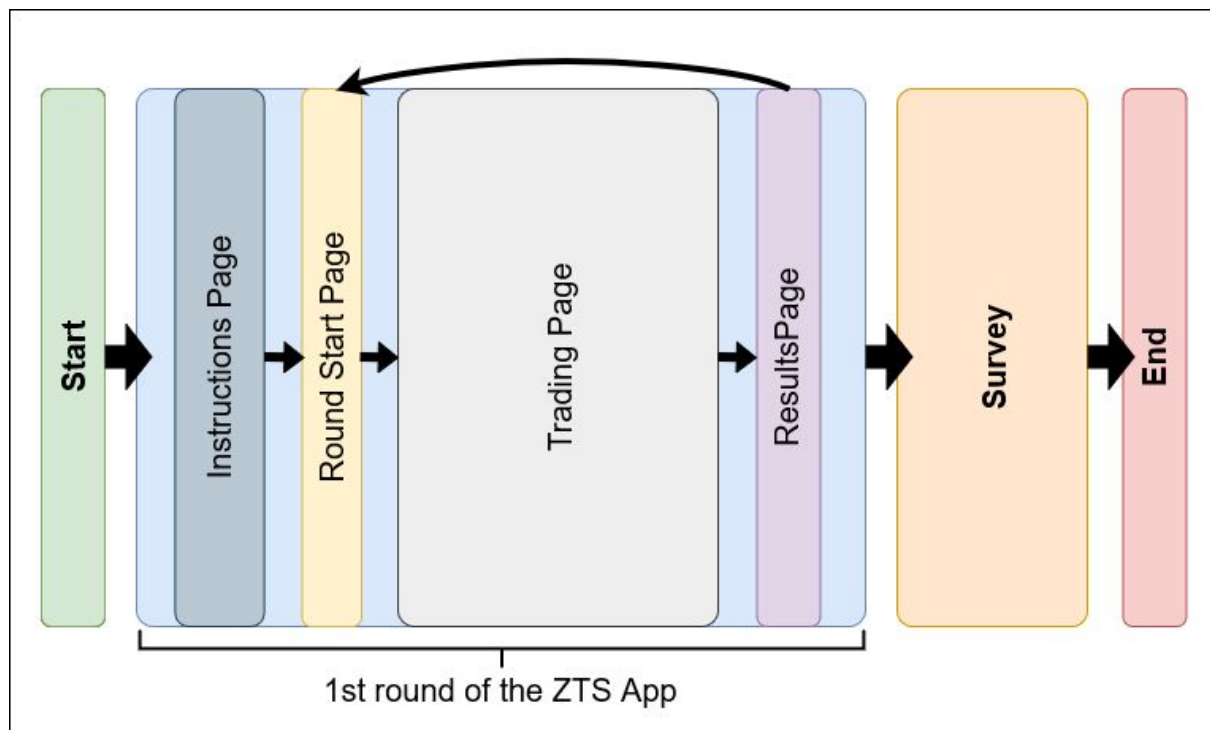 Start
Instructions Page
Round Start Page
Trading Page
ResultsPage
Survey
End
1st round of the ZTS App